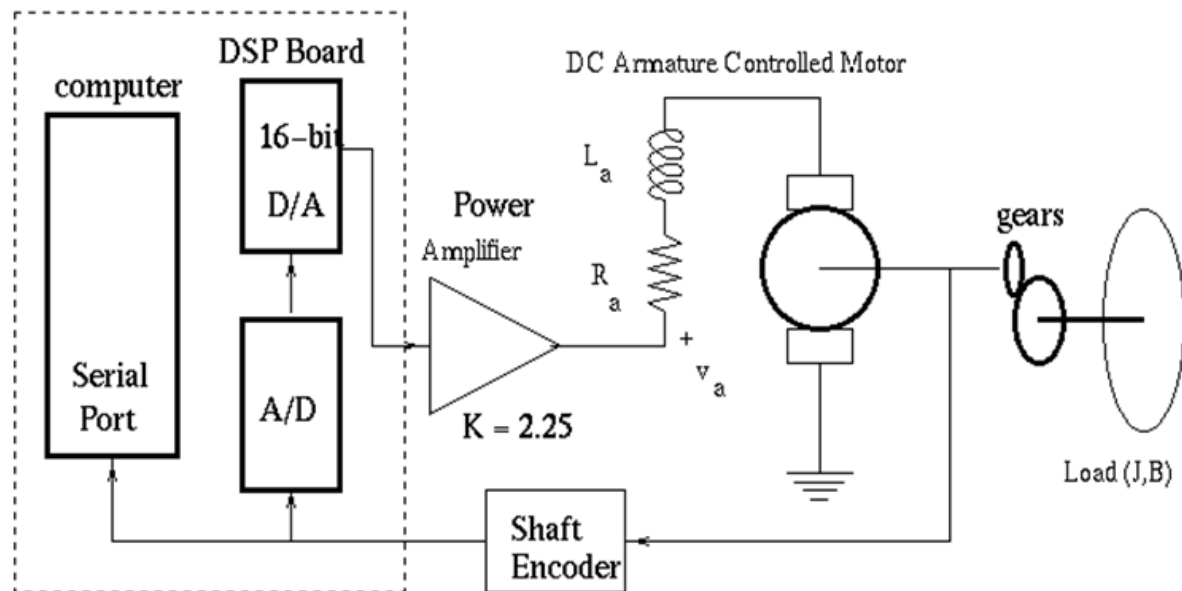 DSP Board
computer
16-bit
D/A
DC Armature Controlled Motor
L
a
Power
Amplifier
R
a
gears
+
v
a
Serial
Port
A/D
K = 2.25
Load (J,B)
Shaft
Encoder